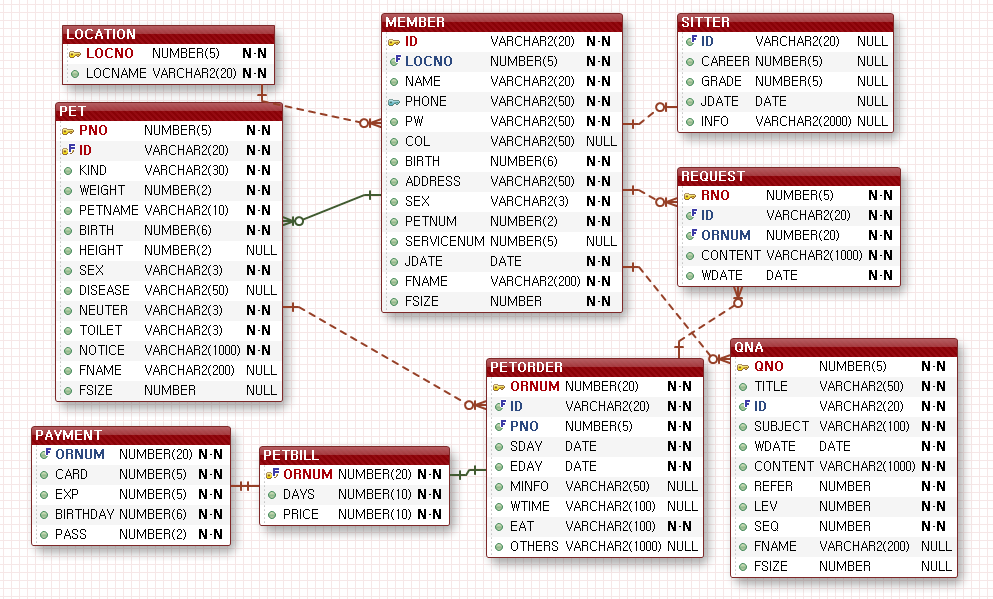 LOCATION
LOCNO NUMBER(5) N-N
LOCNAME VARCHAR2(20) N-N
MEMBER
ID VARCHAR2(20) N-N
LOCNO NUMBER(5) N-N
NAME VARCHAR2(20) N-N
PHONE VARCHAR2(50) N-N
PW VARCHAR2(50) N-N
COL VARCHAR2(50) NULL
BIRTH NUMBER(6) N-N
ADDRESS VARCHAR2(50) N-N
SEX VARCHAR2(3) N-N
PETNUM NUMBER(2) N-N
SERVICENUM NUMBER(5) NULL
JDATE DATE N-N
FNAME VARCHAR2(200) N-N
FSIZE NUMBER N-N
SITTER
ID VARCHAR2(20) NULL
CAREER NUMBER(5) NULL
GRADE NUMBER(5) NULL
JDATE DATE NULL
INFO VARCHAR2(2000) NULL
PET
PNO NUMBER(5) N-N
ID VARCHAR2(20) N-N
KIND VARCHAR2(30) N-N
WEIGHT NUMBER(2) N-N
PETNAME VARCHAR2(10) N-N
BIRTH NUMBER(6) N-N
HEIGHT NUMBER(2) NULL
SEX VARCHAR2(3) N-N
DISEASE VARCHAR2(50) NULL
NEUTER VARCHAR2(3) N-N
TOILET VARCHAR2(3) N-N
NOTICE VARCHAR2(1000) N-N
FNAME VARCHAR2(200) NULL
FSIZE NUMBER NULL
REQUEST
RNO NUMBER(5) N-N
ID VARCHAR2(20) N-N
ORNUM NUMBER(20) N-N
CONTENT VARCHAR2(1000) N-N
WDATE DATE N-N
PETORDER
ORNUM NUMBER(20) N-N
ID VARCHAR2(20) N-N
PNO NUMBER(5) N-N
SDAY DATE N-N
EDAY DATE N-N
MINFO VARCHAR2(50) NULL
WTIME VARCHAR2(100) NULL
EAT VARCHAR2(100) N-N
OTHERS VARCHAR2(1000) NULL
QNA
QNO NUMBER(5) N-N
TITLE VARCHAR2(50) N-N
ID VARCHAR2(20) N-N
SUBJECT VARCHAR2(100) N-N
WDATE DATE N-N
CONTENT VARCHAR2(1000) N-N
REFER NUMBER N-N
LEV NUMBER N-N
SEQ NUMBER N-N
FNAME VARCHAR2(200) NULL
FSIZE NUMBER NULL
PAYMENT
ORNUM NUMBER(20) N-N
CARD NUMBER(5) N-N
EXP NUMBER(5) N-N
BIRTHDAY NUMBER(6) N-N
PASS NUMBER(2) N-N
PETBILL
ORNUM NUMBER(20) N-N
DAYS NUMBER(10) N-N
PRICE NUMBER(10) N-N